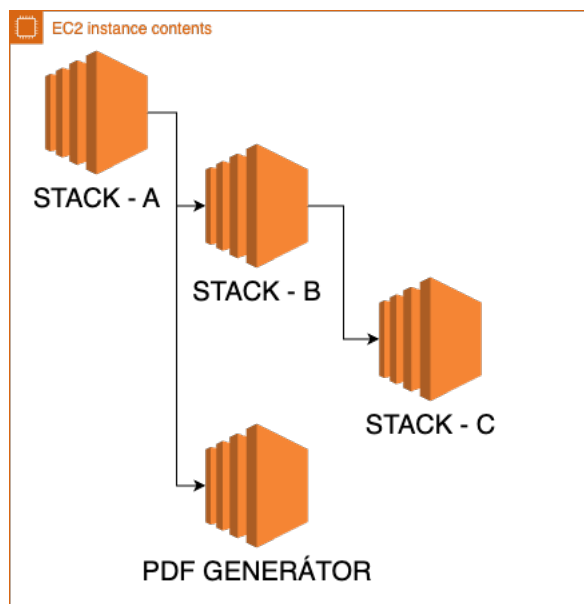 EC2 instance contents
STACK - A
STACK - B
STACK - C
PDF GENERÁTOR